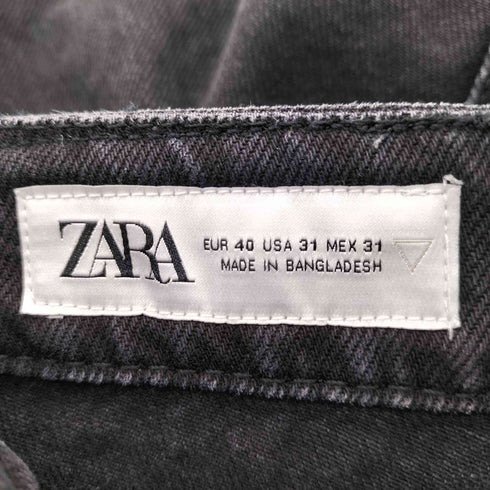 ZARA
EUR 40 USA 31 MEX 31
MADE IN BANGLADESH